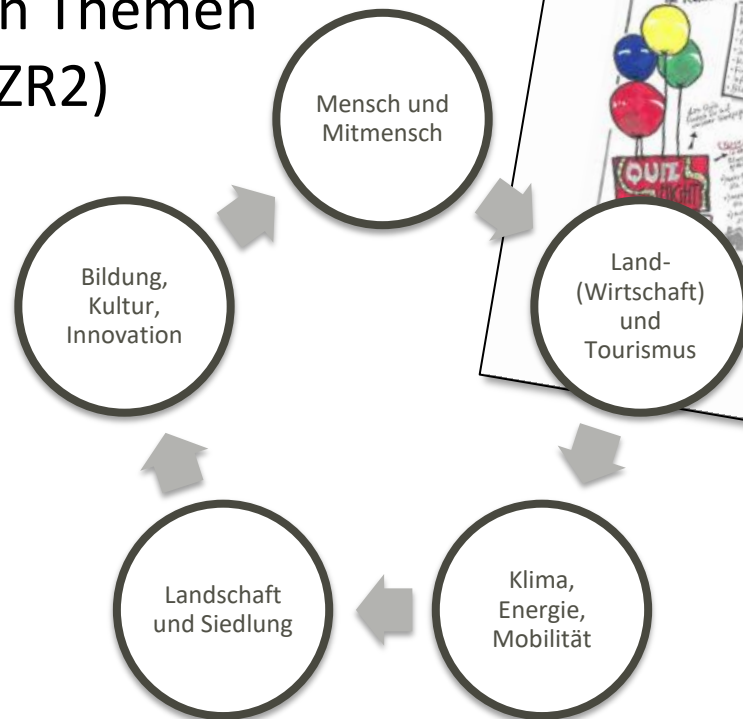 n Themen
ZR2)
Mensch und
Mitmensch
Land-
(Wirtschaft)
und
Tourismus
Klima,
Energie,
Mobilität
Landschaft
und Siedlung
Bildung,
Kultur,
Innovation
QUIZ
NIGHT